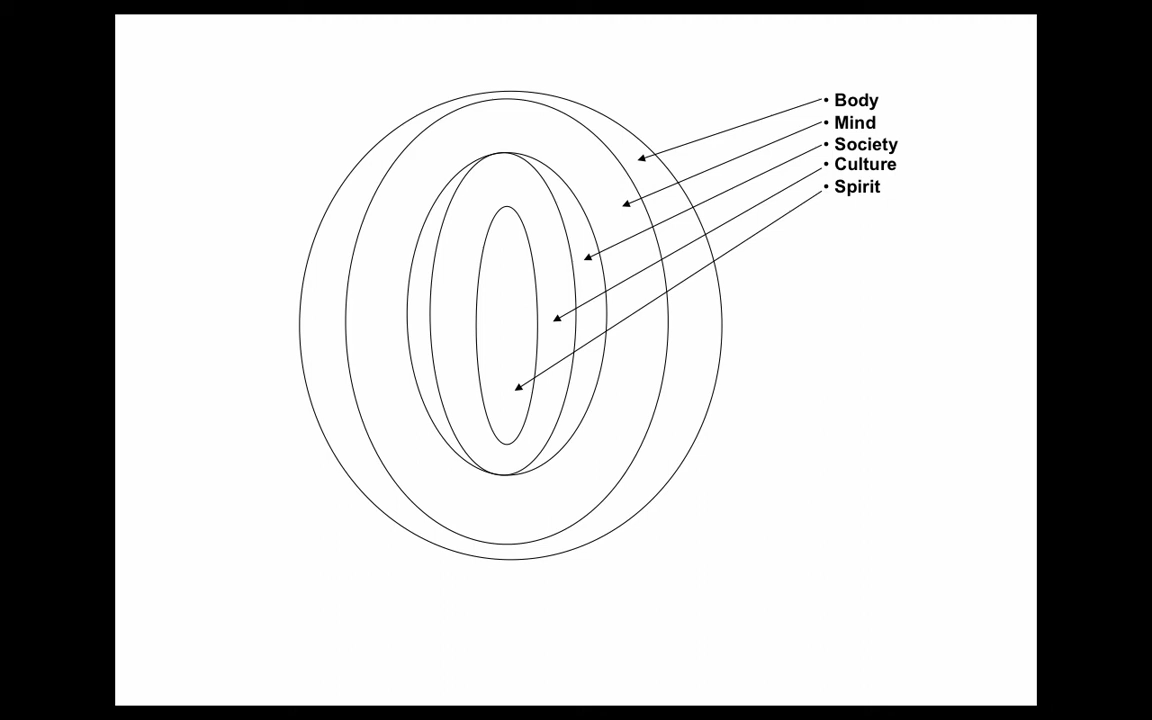 • Body
• Mind
• Society
• Culture
• Spirit